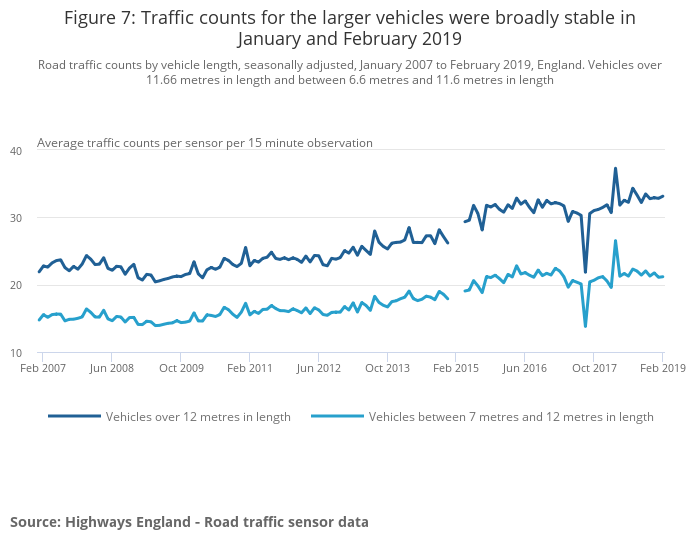 Figure 7: Traffic counts for the larger vehicles were broadly stable in
January and February 2019
Road traffic counts by vehicle length, seasonally adjusted, January 2007 to February 2019, England. Vehicles over
11.66 metres in length and between 6.6 metres and 11.6 metres in length
Average traffic counts per sensor per 15 minute observation
40
30
20
10
Feb 2007 Jun 2008 Oct 2009 Feb 2011 Jun 2012 Oct 2013 Feb 2015 Jun 2016 Oct 2017 Feb 2019
Vehicles over 12 metres in length Vehicles between 7 metres and 12 metres in length
Source: Highways England - Road traffic sensor data